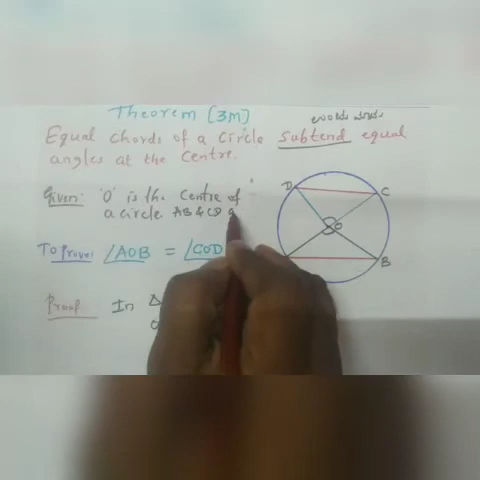 Theorem [3M]
Equal chords of a circle subtend equal
angles at the centre.
Given: 'O' is the centre of
a circle AB & CD
To prove: ∠AOB = ∠COD
Proof In Δ
D
C
O
B